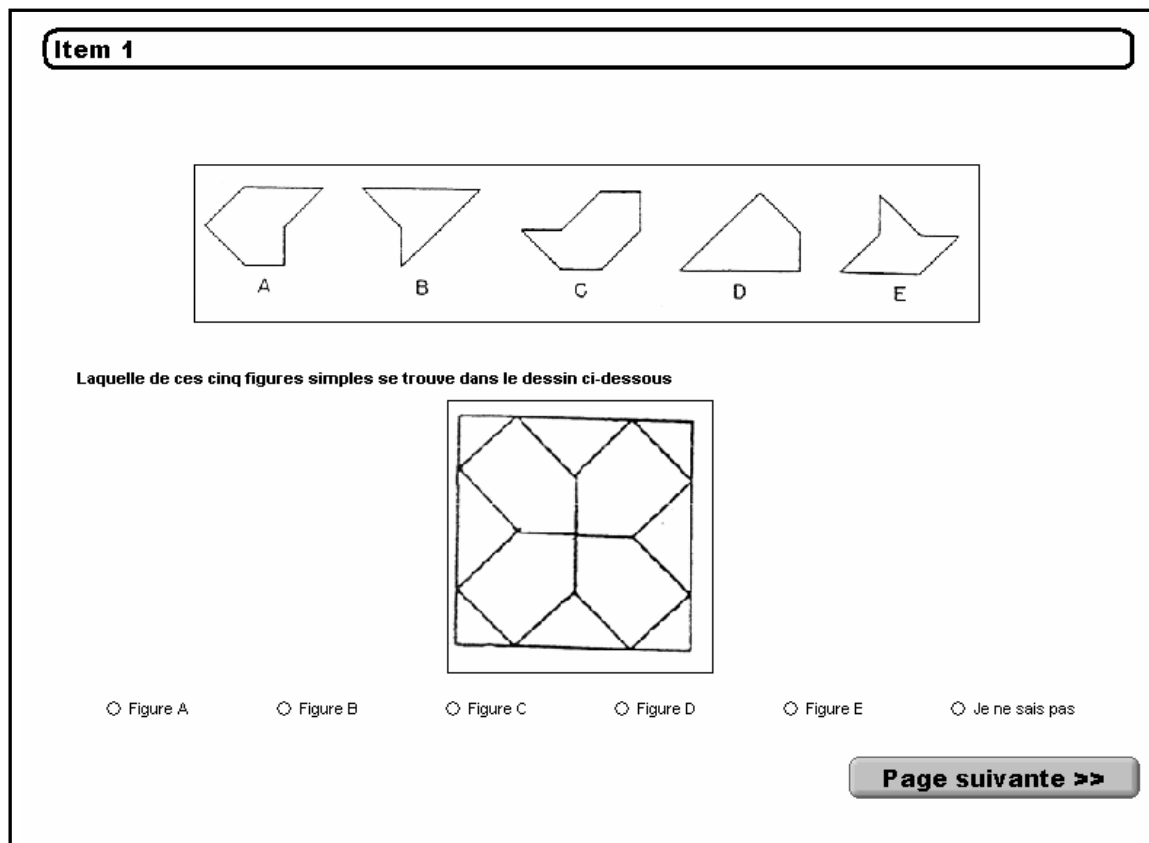 Item 1
A B C D E
Laquelle de ces cinq figures simples se trouve dans le dessin ci-dessous
Figure A Figure B Figure C Figure D Figure E Je ne sais pas
Page suivante >>